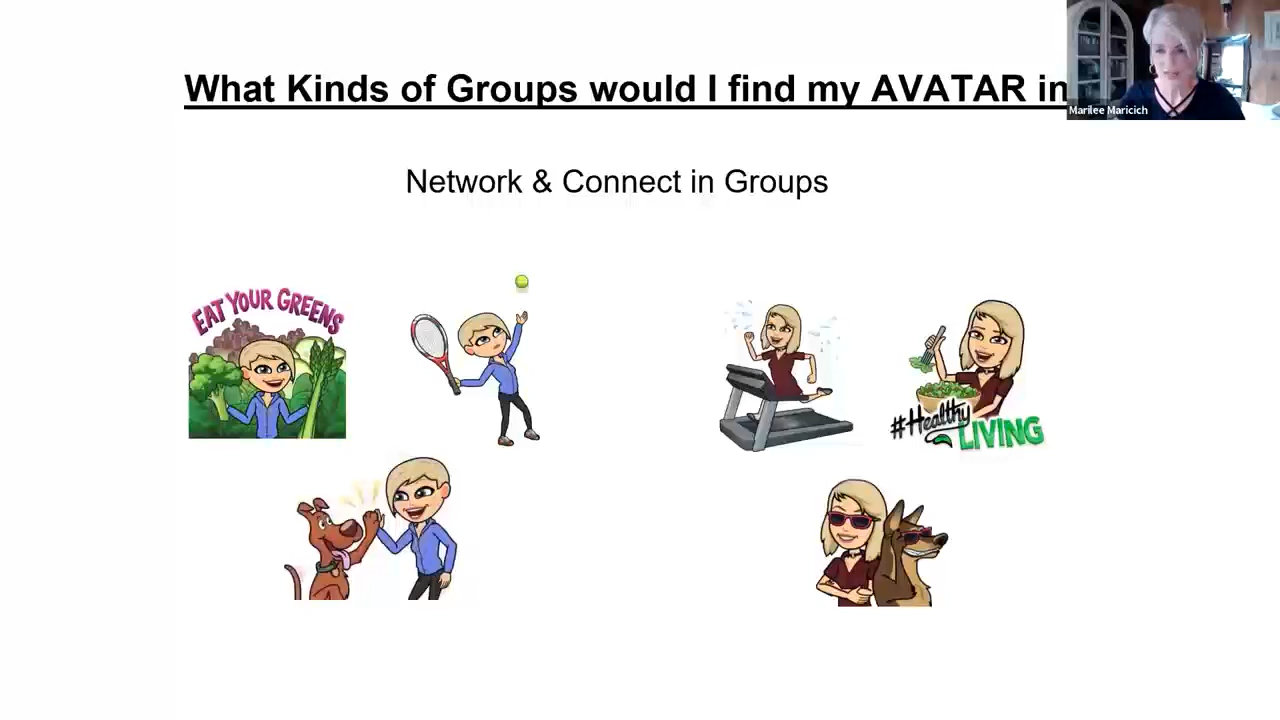 What Kinds of Groups would I find my AVATAR in
Marilee Maricich
Network & Connect in Groups
EAT YOUR GREENS
#Healthy
LIVING